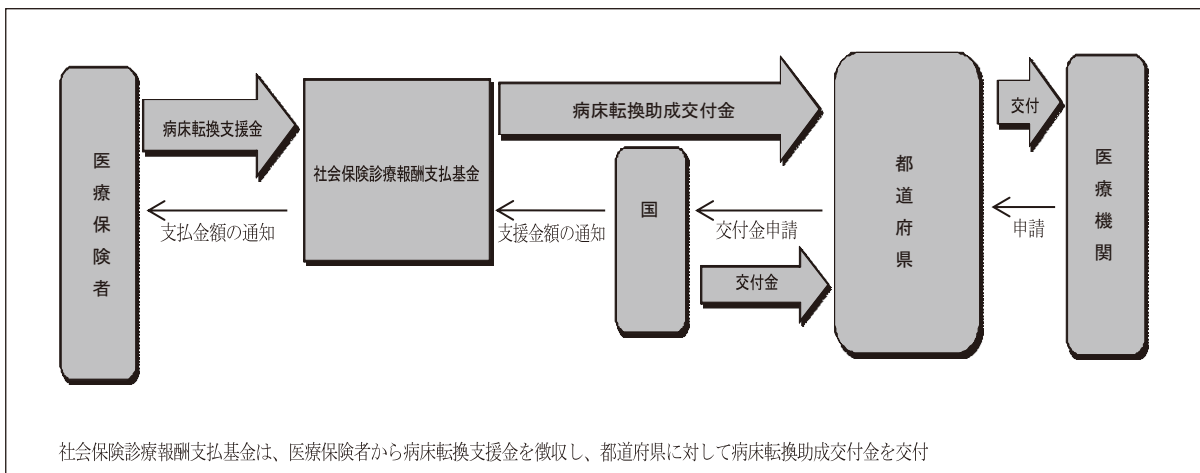 医療保険者
病床転換支援金
支払金額の通知
社会保険診療報酬支払基金
病床転換助成交付金
支援金額の通知
国
交付金申請
交付金
都道府県
交付
申請
医療機関
社会保険診療報酬支払基金は、医療保険者から病床転換支援金を徴収し、都道府県に対して病床転換助成交付金を交付